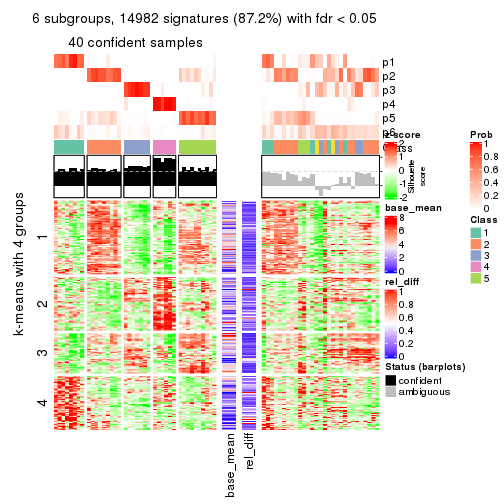 6 subgroups, 14982 signatures (87.2%) with fdr < 0.05
40 confident samples
p1
p2
p3
p4
p5
p6
Class
z-score
2
1
0
-1
-2
Silhouette
score
Prob
1
0.8
0.6
0.4
0.2
0
base_mean
8
6
4
2
0
Class
1
2
3
4
5
rel_diff
1
0.8
0.6
0.4
0.2
0
Status (barplots)
confident
ambiguous
k-means with 4 groups
1
2
3
4
base_mean
rel_diff